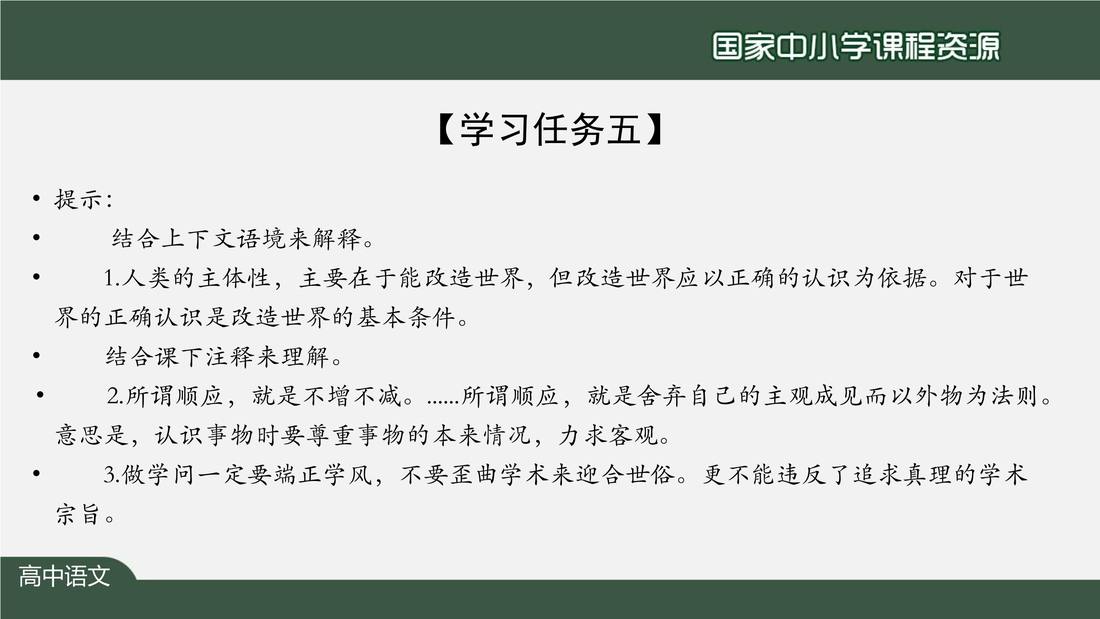 国家中小学课程资源
【学习任务五】
• 提示：
• 结合上下文语境来解释。
• 1.人类的主体性，主要在于能改造世界，但改造世界应以正确的认识为依据。对于世
界的正确认识是改造世界的基本条件。
• 结合课下注释来理解。
• 2.所谓顺应，就是不增不减。......所谓顺应，就是舍弃自己的主观成见而以外物为法则。
意思是，认识事物时要尊重事物的本来情况，力求客观。
• 3.做学问一定要端正学风，不要歪曲学术来迎合世俗。更不能违反了追求真理的学术
宗旨。
高中语文